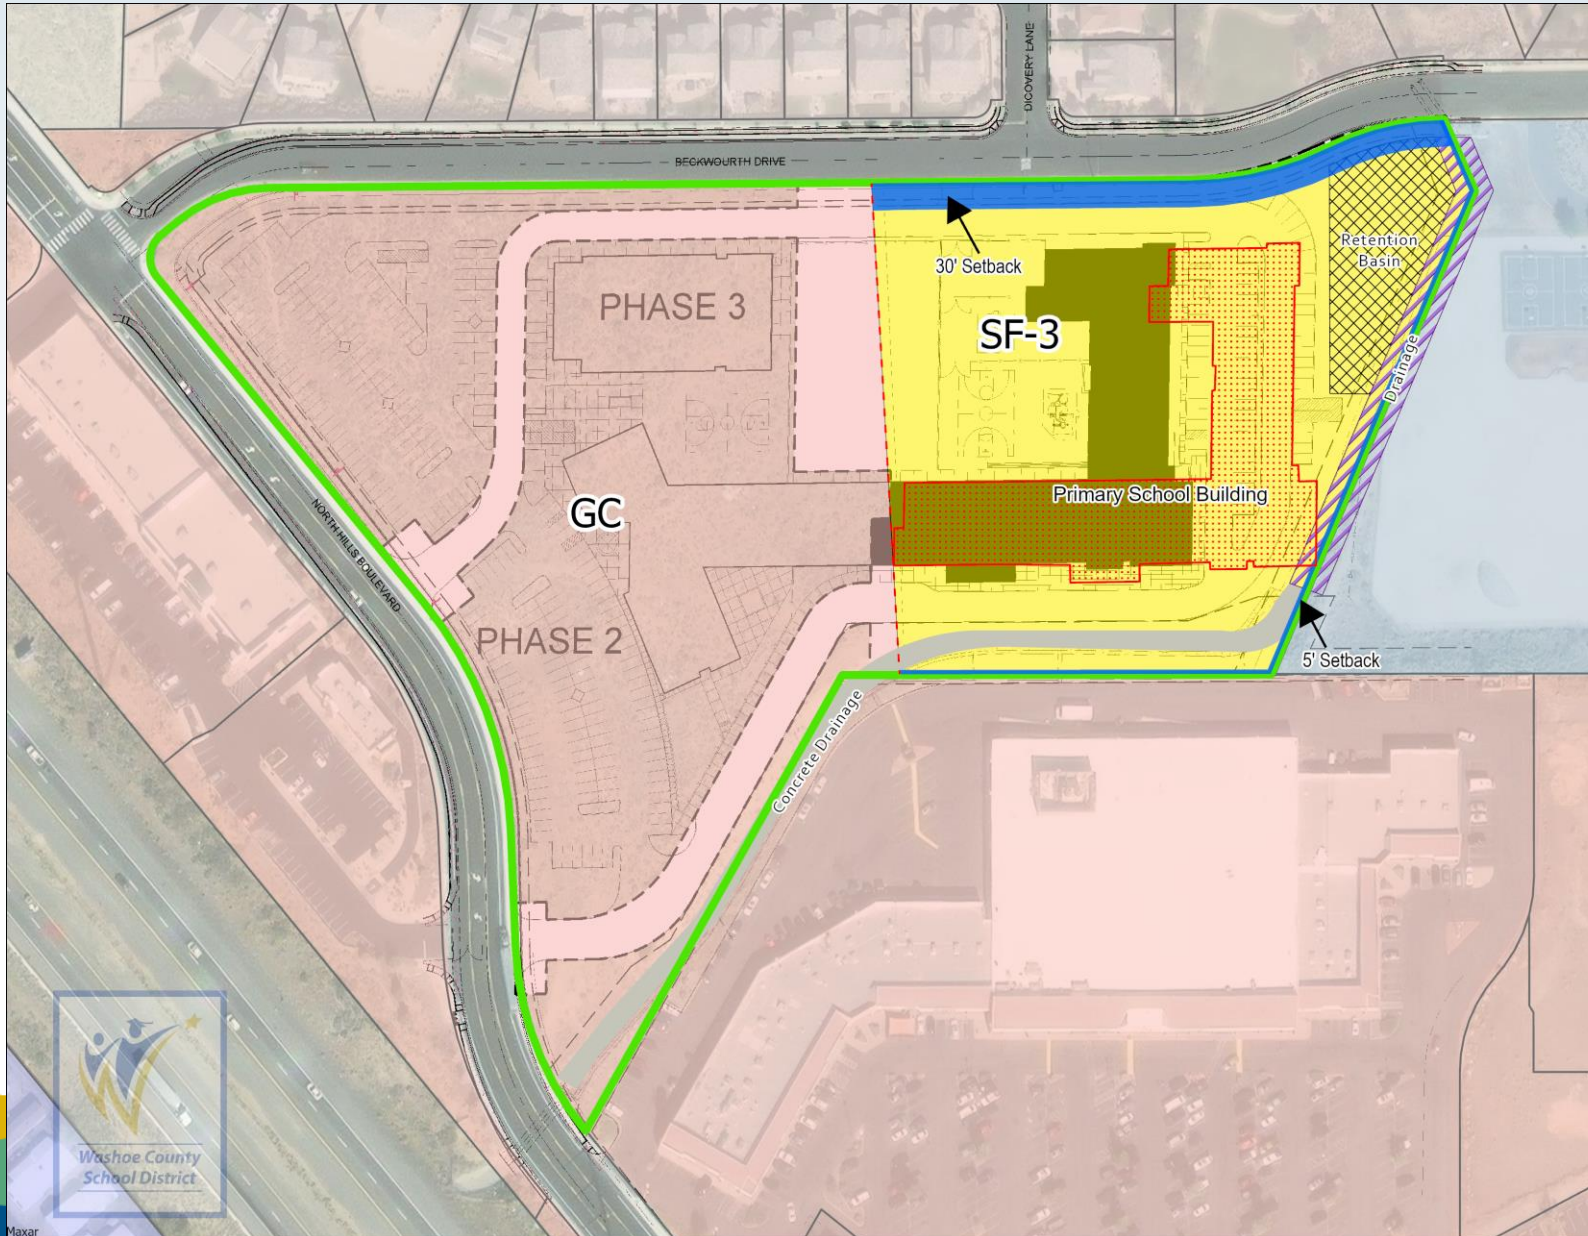 DICOVERY LANE
BECKWOURTH DRIVE
30' Setback
Retention
Basin
PHASE 3
SF-3
Drainage
Primary School Building
GC
NORTH HILLS BOULEVARD
PHASE 2
5' Setback
Concrete Drainage
Washoe County
School District
Maxar